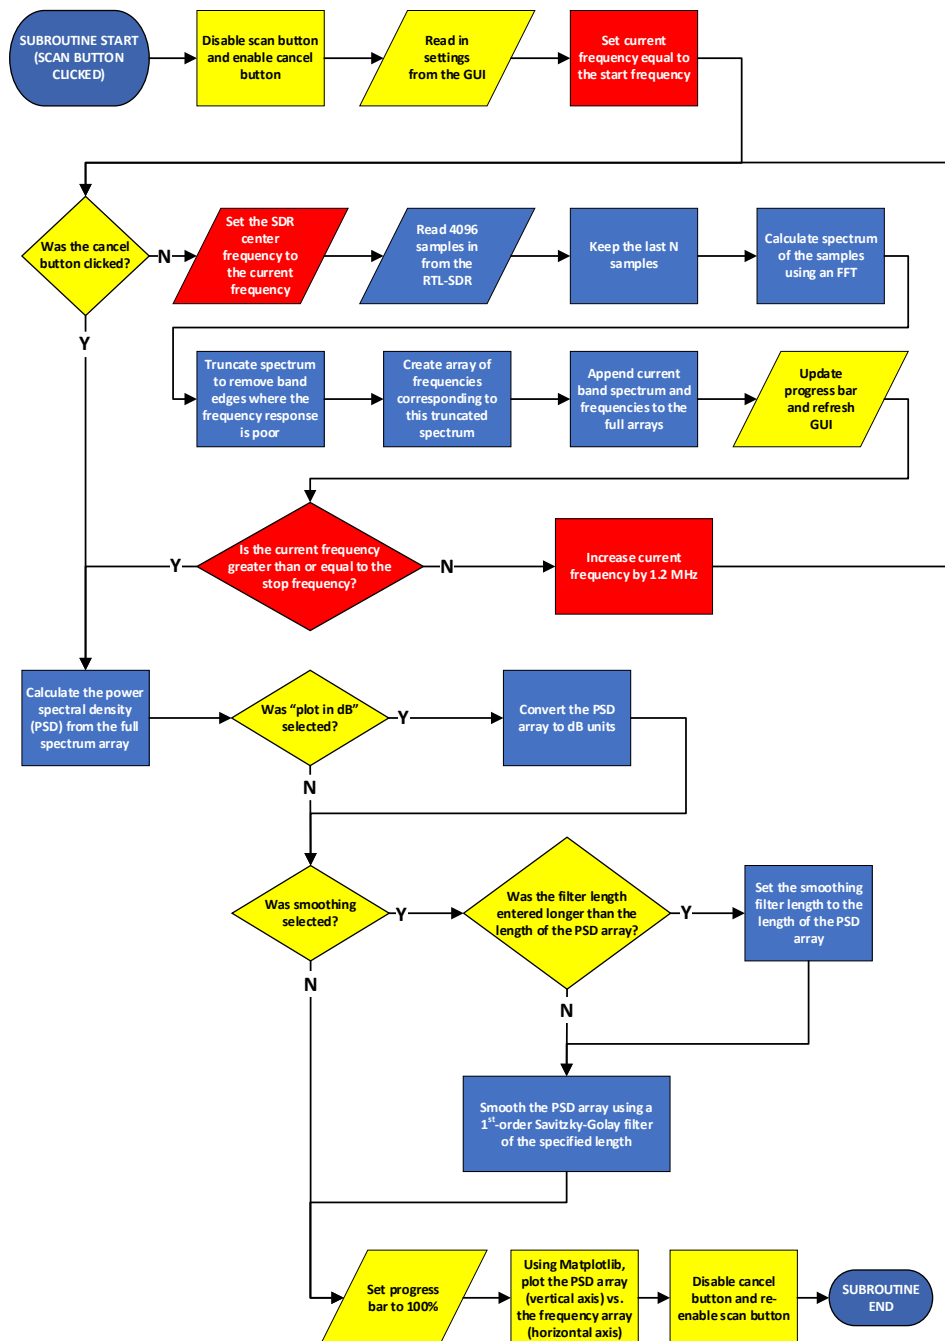 SUBROUTINE START
(SCAN BUTTON
CLICKED)
Disable scan button
and enable cancel
button
Read in
settings
from the GUI
Set current
frequency equal to
the start frequency
Was the cancel
button clicked?
N
Set the SDR
center
frequency to
the current
frequency
Read 4096
samples in
from the
RTL-SDR
Keep the last N
samples
Calculate spectrum
of the samples
using an FFT
Y
Truncate spectrum
to remove band
edges where the
frequency response
is poor
Create array of
frequencies
corresponding to
this truncated
spectrum
Append current
band spectrum and
frequencies to the
full arrays
Update
progress bar
and refresh
GUI
Is the current frequency
greater than or equal to the
stop frequency?
Y
N
Increase current
frequency by 1.2 MHz
Calculate the power
spectral density
(PSD) from the full
spectrum array
Was “plot in dB”
selected?
Y
Convert the PSD
array to dB units
N
Was smoothing
selected?
Y
Was the filter length
entered longer than the
length of the PSD array?
Y
Set the smoothing
filter length to
the length of the PSD
array
N
N
Smooth the PSD array using a
1st-order Savitzky-Golay filter
of the specified length
Set progress
bar to 100%
Using Matplotlib,
plot the PSD array
(vertical axis) vs.
the frequency array
(horizontal axis)
Disable cancel
button and re-
enable scan button
SUBROUTINE
END